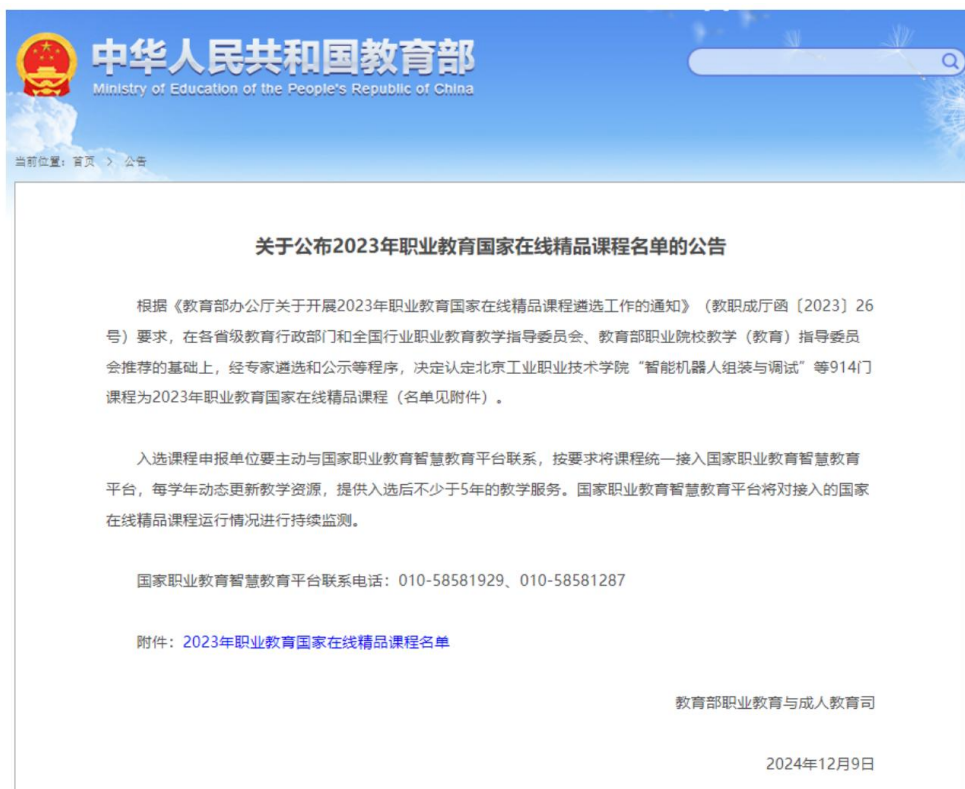 中华人民共和国教育部
Ministry of Education of the People's Republic of China
当前位置：首页 > 公告
关于公布2023年职业教育国家在线精品课程名单的公告
根据《教育部办公厅关于开展2023年职业教育国家在线精品课程遴选工作的通知》（教职成厅函〔2023〕26
号）要求，在各省级教育行政部门和全国行业职业教育教学指导委员会、教育部职业院校教学（教育）指导委员
会推荐的基础上，经专家遴选和公示等程序，决定认定北京工业职业技术学院“智能机器人组装与调试”等914门
课程为2023年职业教育国家在线精品课程（名单见附件）。
入选课程申报单位要主动与国家职业教育智慧教育平台联系，按要求将课程统一接入国家职业教育智慧教育
平台，每学年动态更新教学资源，提供入选后不少于5年的教学服务。国家职业教育智慧教育平台将对接入的国家
在线精品课程运行情况进行持续监测。
国家职业教育智慧教育平台联系电话：010-58581929、010-58581287
附件：2023年职业教育国家在线精品课程名单
教育部职业教育与成人教育司
2024年12月9日